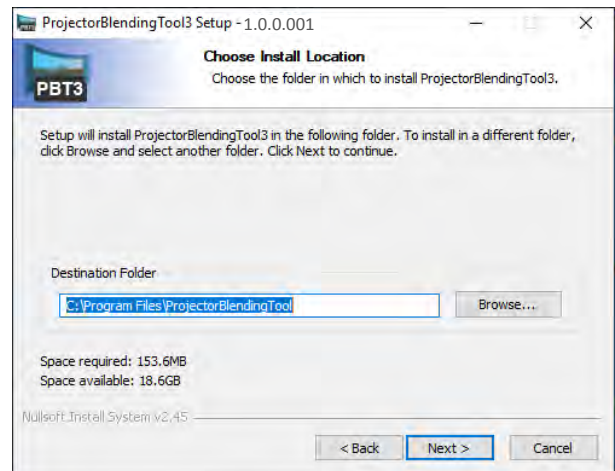 ProjectorBlendingTool3 Setup - 1.0.0.001
PBT3
Choose Install Location
Choose the folder in which to install ProjectorBlendingTool3.
Setup will install ProjectorBlendingTool3 in the following folder. To install in a different folder,
click Browse and select another folder. Click Next to continue.
Destination Folder
C:\Program Files\ProjectorBlendingTool
Browse...
Space required: 153.6MB
Space available: 18.6GB
Nullsoft Install System v2.45
< Back
Next >
Cancel